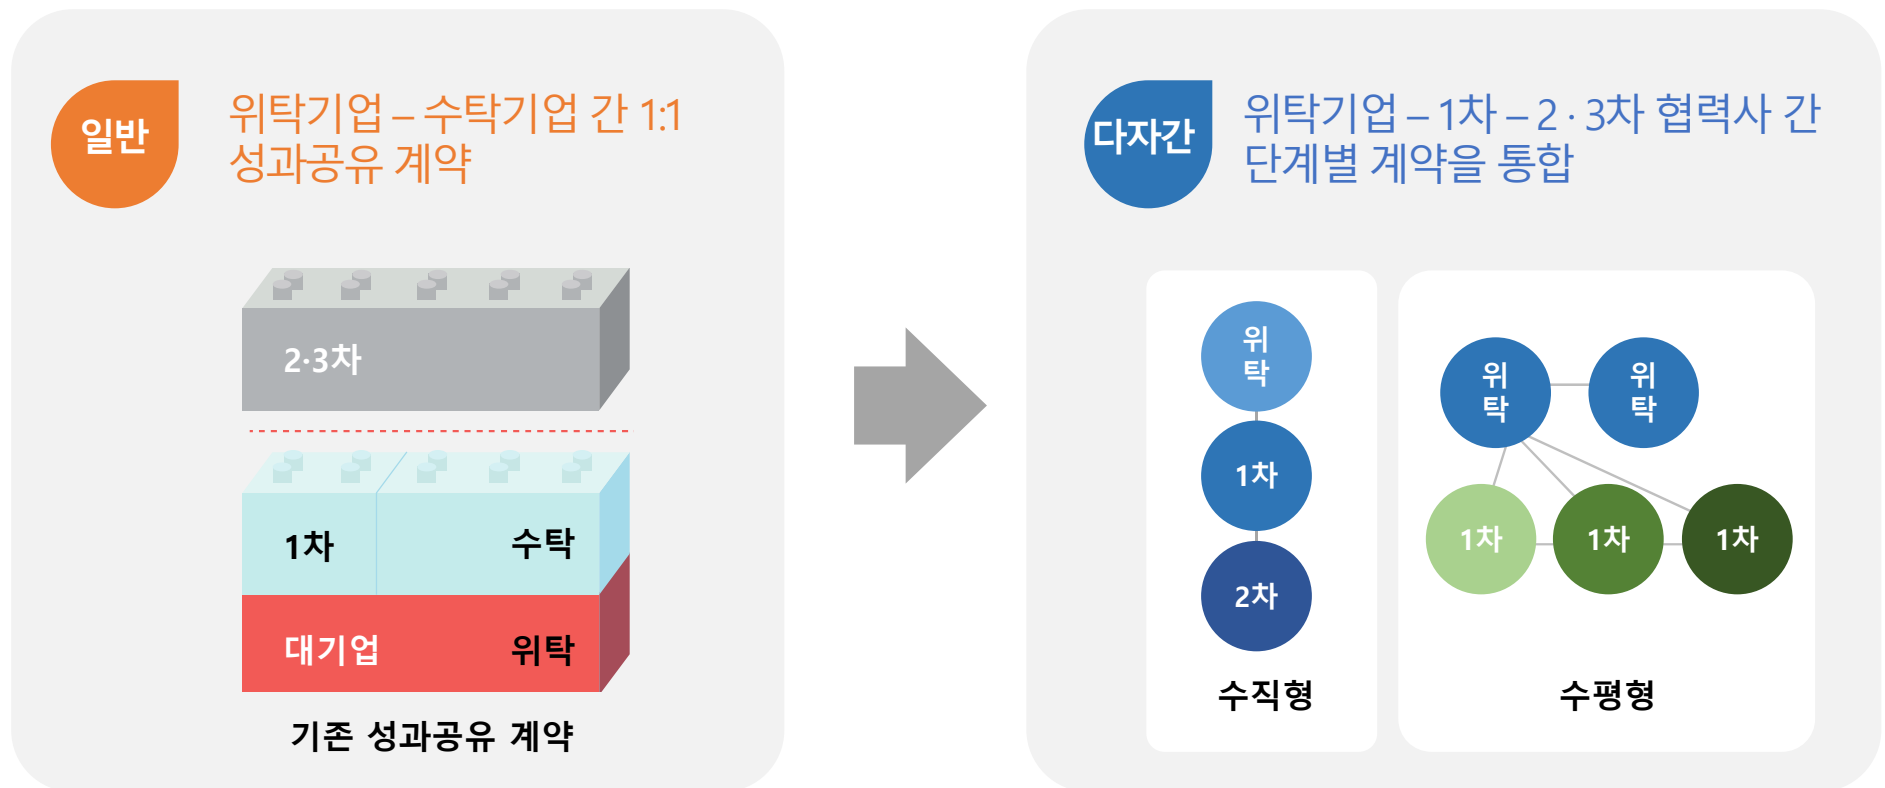 일반
위탁기업 – 수탁기업 간 1:1
성과공유 계약
2·3차
1차
수탁
대기업
위탁
기존 성과공유 계약
다자간
위탁기업 – 1차 – 2 · 3차 협력사 간
단계별 계약을 통합
위
탁
1차
2차
수직형
위
탁
위
탁
1차
1차
1차
수평형